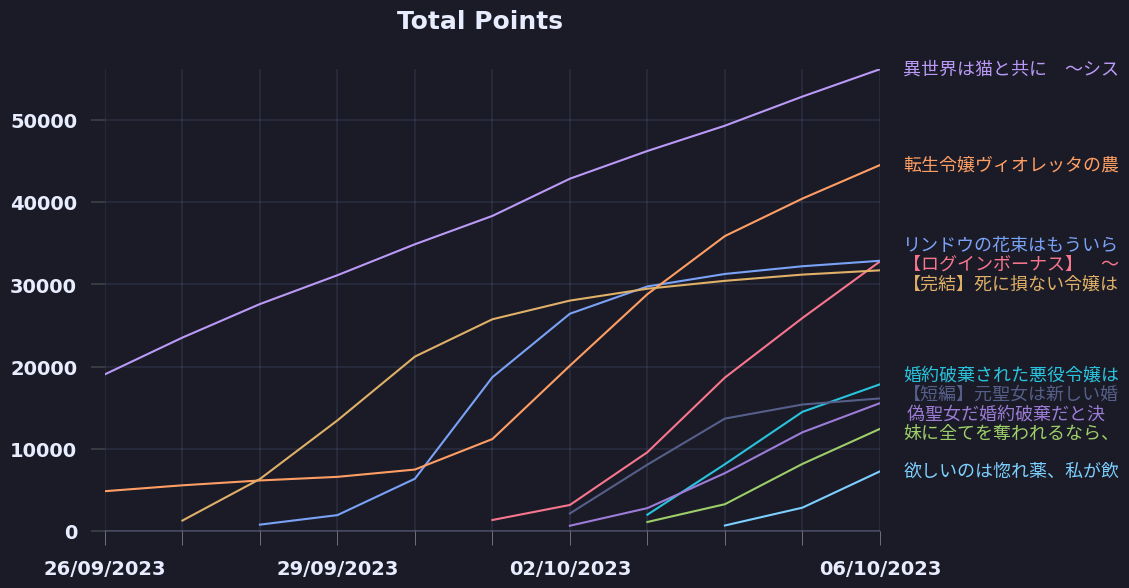 Total Points
50000
40000
30000
20000
10000
0
26/09/2023
29/09/2023
02/10/2023
06/10/2023
異世界は猫と共に　〜シス
転生令嬢ヴィオレッタの農
リンドウの花束はもういら
【ログインボーナス】　〜
【完結】死に損ない令嬢は
婚約破棄された悪役令嬢は
【短編】元聖女は新しい婚
偽聖女だ婚約破棄だと決
妹に全てを奪われるなら、
欲しいのは惚れ薬、私が飲